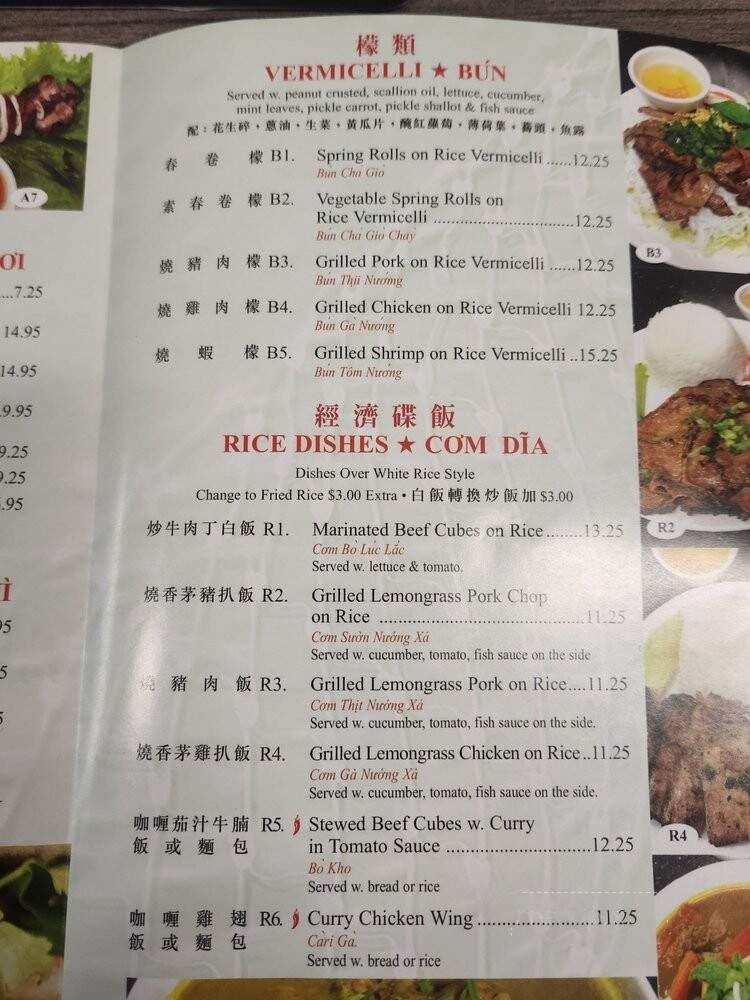 檬類
VERMICELLI ★ BÚN
Served w. peanut crusted, scallion oil, lettuce, cucumber,
mint leaves, pickle carrot, pickle shallot & fish sauce
配：花生碎，蔥油，生菜，黃瓜片，醃紅蘿蔔，薄荷葉，蕎頭，魚露
春卷檬 B1. Spring Rolls on Rice Vermicelli ......12.25
Bún Chả Giò
素春卷檬 B2. Vegetable Spring Rolls on
Rice Vermicelli ...............................12.25
Bún Chả Giò Chay
燒豬肉檬 B3. Grilled Pork on Rice Vermicelli ......12.25
Bún Thịt Nướng
燒雞肉檬 B4. Grilled Chicken on Rice Vermicelli 12.25
Bún Gà Nướng
燒蝦檬 B5. Grilled Shrimp on Rice Vermicelli ..15.25
Bún Tôm Nướng
經濟碟飯
RICE DISHES ★ CƠM DĨA
Dishes Over White Rice Style
Change to Fried Rice $3.00 Extra • 白飯轉換炒飯加 $3.00
炒牛肉丁白飯 R1. Marinated Beef Cubes on Rice........13.25
Cơm Bò Lúc Lắc
Served w. lettuce & tomato.
燒香茅豬扒飯 R2. Grilled Lemongrass Pork Chop
on Rice .............................................11.25
Cơm Sườn Nướng Xả
Served w. cucumber, tomato, fish sauce on the side
燒豬肉飯 R3. Grilled Lemongrass Pork on Rice....11.25
Cơm Thịt Nướng Xả
Served w. cucumber, tomato, fish sauce on the side.
燒香茅雞扒飯 R4. Grilled Lemongrass Chicken on Rice..11.25
Cơm Gà Nướng Xả
Served w. cucumber, tomato, fish sauce on the side.
咖喱茄汁牛腩 R5. Stewed Beef Cubes w. Curry
飯或麵包 in Tomato Sauce ...............................12.25
Bò Kho
Served w. bread or rice
咖喱雞翅 R6. Curry Chicken Wing .........................11.25
飯或麵包
Cari Gà.
Served w. bread or rice
A7
ƠI
....7.25
14.95
14.95
9.95
9.25
9.25
.95
Ì
95
5
5
B3
R2
R4